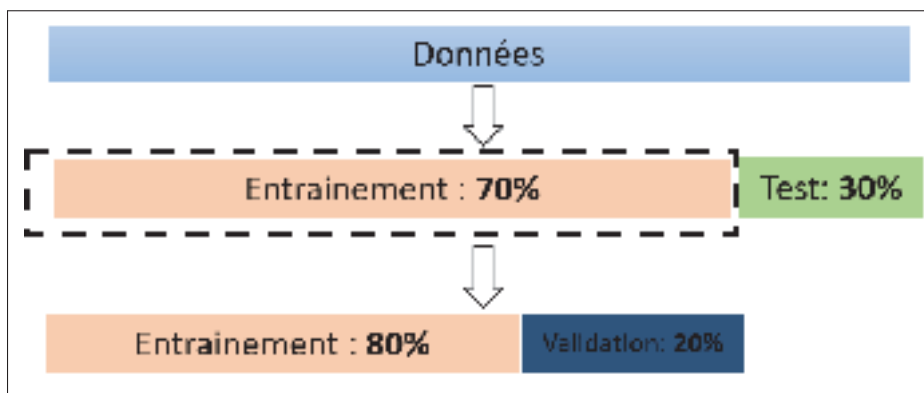 Données
Entrainement : 70%
Test: 30%
Entrainement : 80%
Validation: 20%